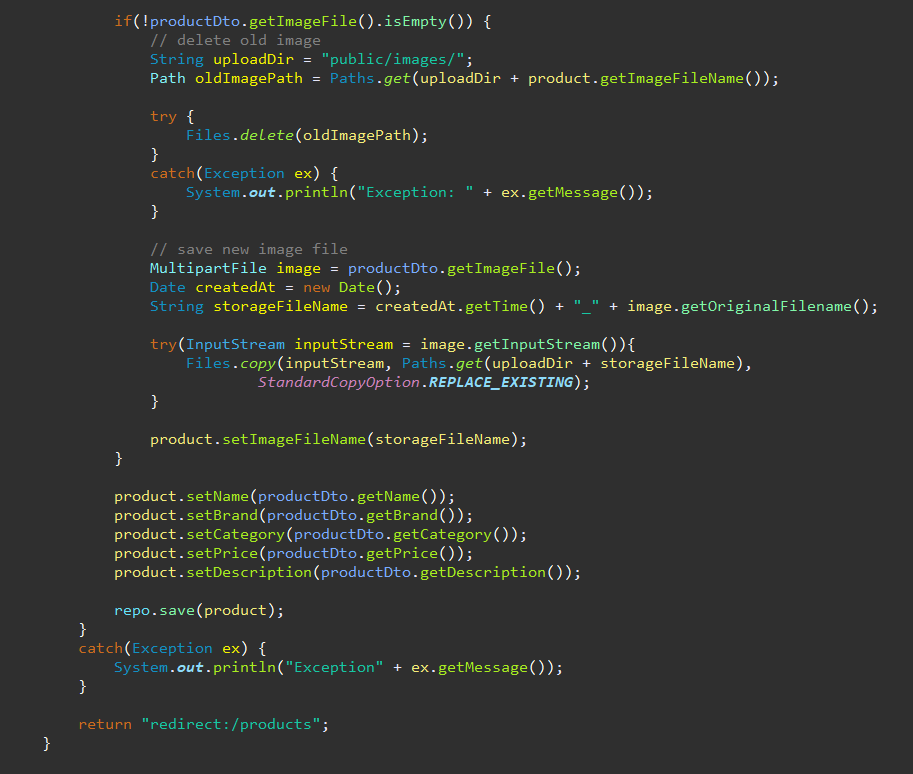 if(!productDto.getImageFile().isEmpty()) {
// delete old image
String uploadDir = "public/images/";
Path oldImagePath = Paths.get(uploadDir + product.getImageFileName());
try {
Files.delete(oldImagePath);
}
catch(Exception ex) {
System.out.println("Exception: " + ex.getMessage());
}
// save new image file
MultipartFile image = productDto.getImageFile();
Date createdAt = new Date();
String storageFileName = createdAt.getTime() + "_" + image.getOriginalFilename();
try(InputStream inputStream = image.getInputStream()){
Files.copy(inputStream, Paths.get(uploadDir + storageFileName),
StandardCopyOption.REPLACE_EXISTING);
}
product.setImageFileName(storageFileName);
}
product.setName(productDto.getName());
product.setBrand(productDto.getBrand());
product.setCategory(productDto.getCategory());
product.setPrice(productDto.getPrice());
product.setDescription(productDto.getDescription());
repo.save(product);
}
catch(Exception ex) {
System.out.println("Exception" + ex.getMessage());
}
return "redirect:/products";
}